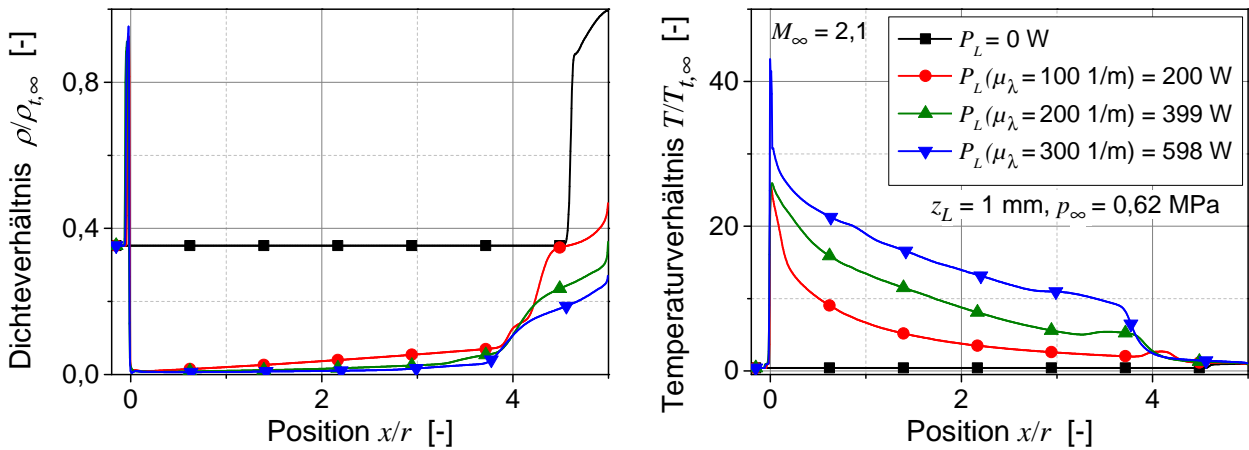 Dichteverhältnis ρ/ρt,∞ [-]
0,8
0,4
0,0
0 2 4
Position x/r [-]
Temperaturverhältnis T/Tt,∞ [-]
40
20
0
0 2 4
Position x/r [-]
M∞ = 2,1
PL = 0 W
PL(μλ = 100 1/m) = 200 W
PL(μλ = 200 1/m) = 399 W
PL(μλ = 300 1/m) = 598 W
zL = 1 mm, p∞ = 0,62 MPa